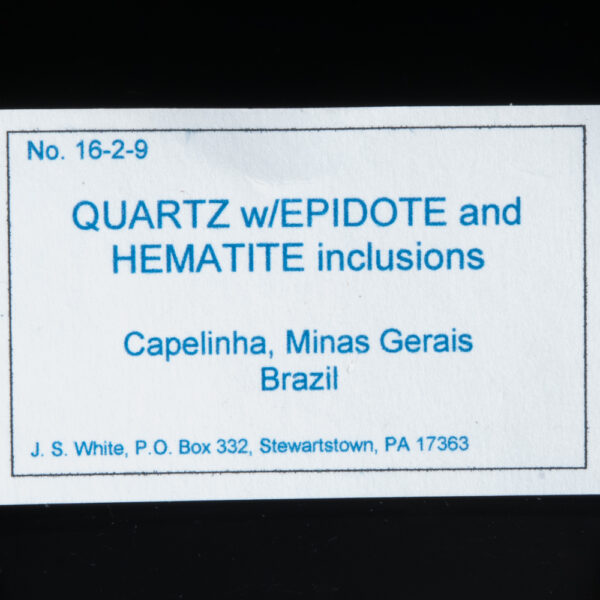 No. 16-2-9
QUARTZ w/EPIDOTE and
HEMATITE inclusions
Capelinha, Minas Gerais
Brazil
J. S. White, P.O. Box 332, Stewartstown, PA 17363